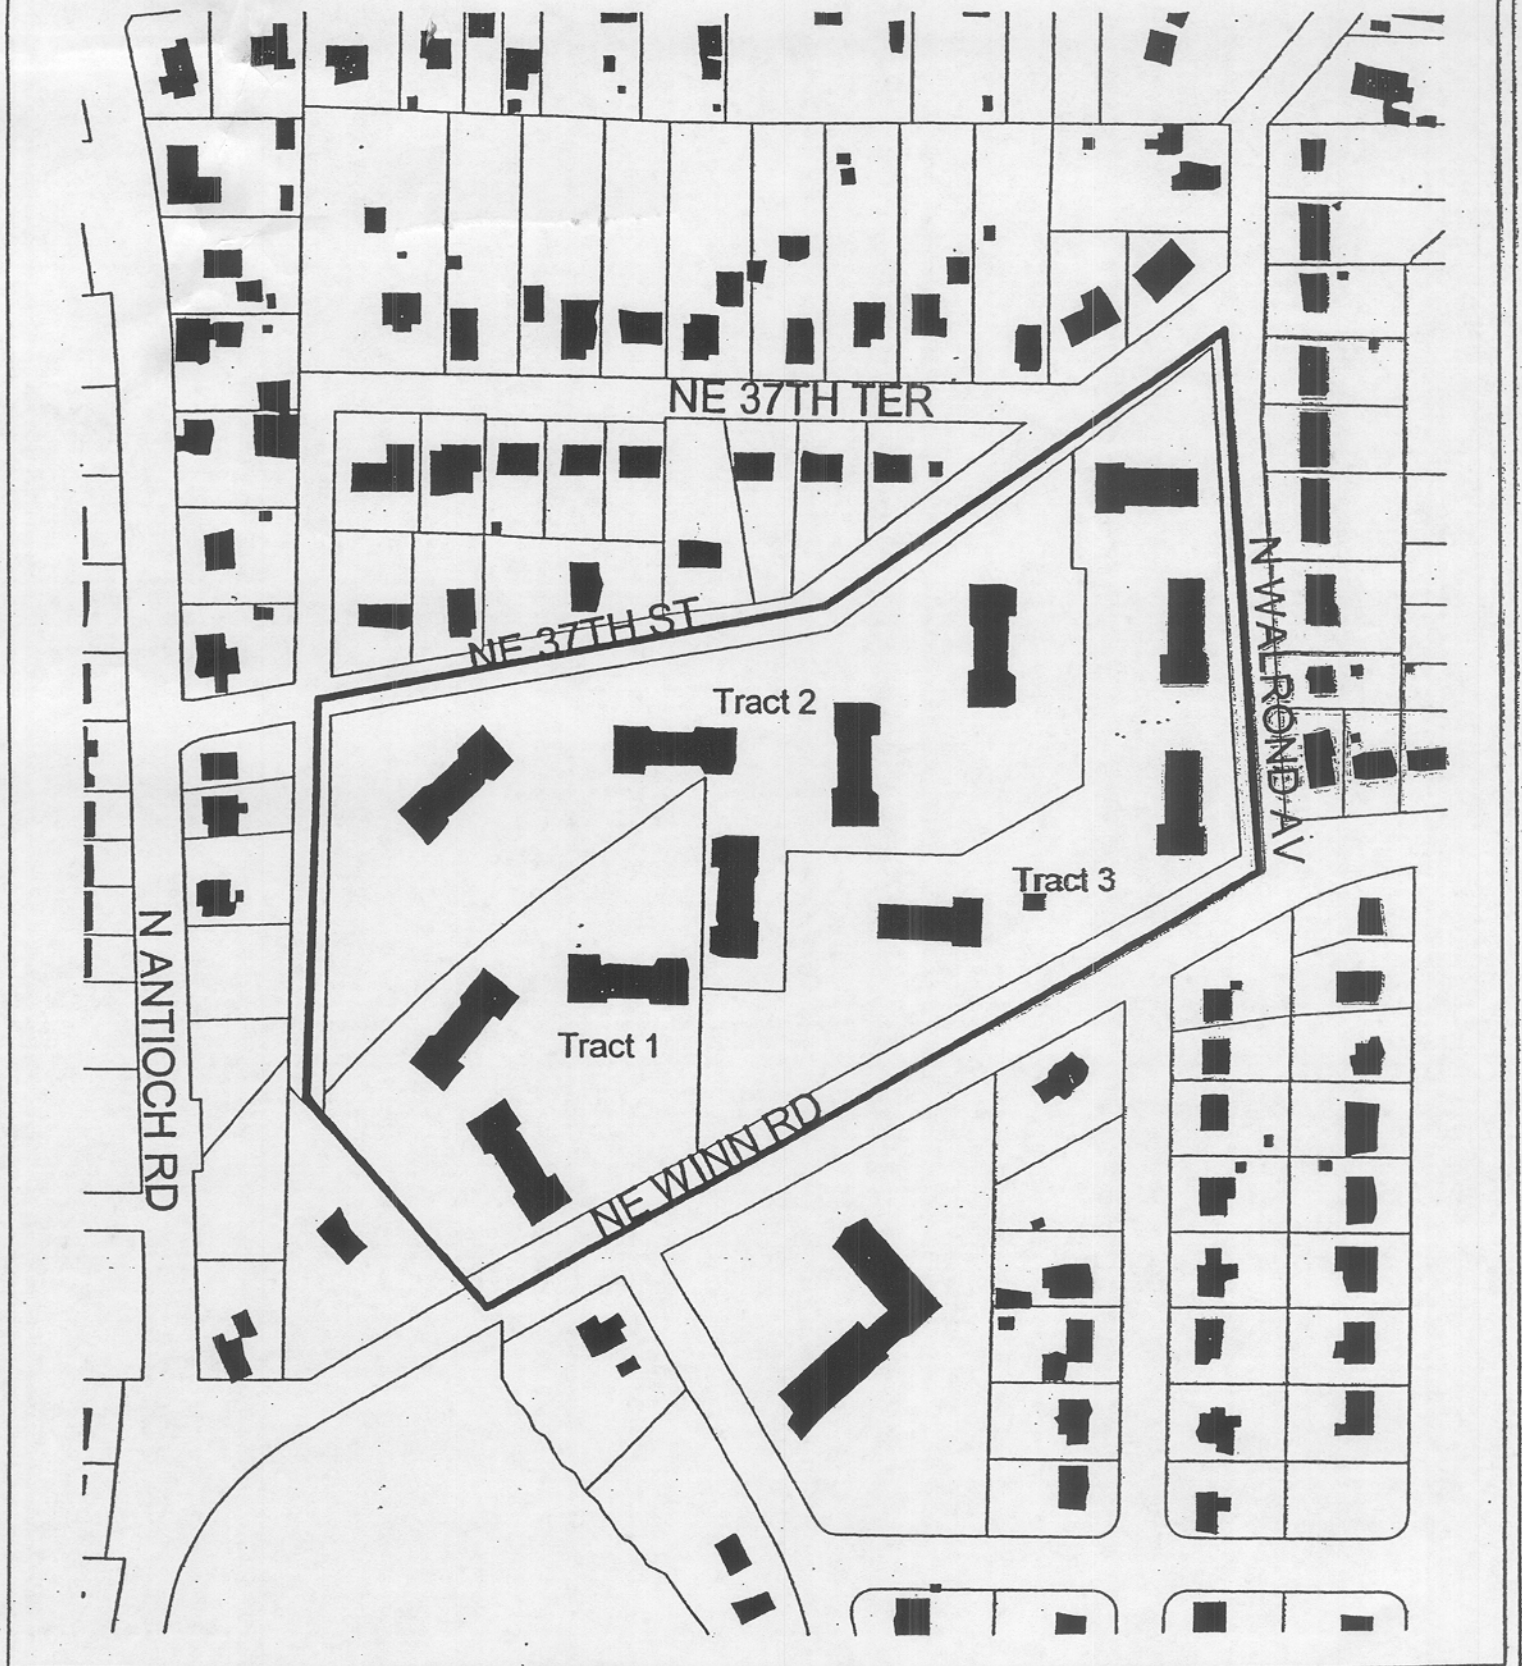 NE 37TH TER
NE 37TH ST
N WALROND AV
Tract 2
Tract 3
N ANTIOCH RD
Tract 1
NE WINN RD